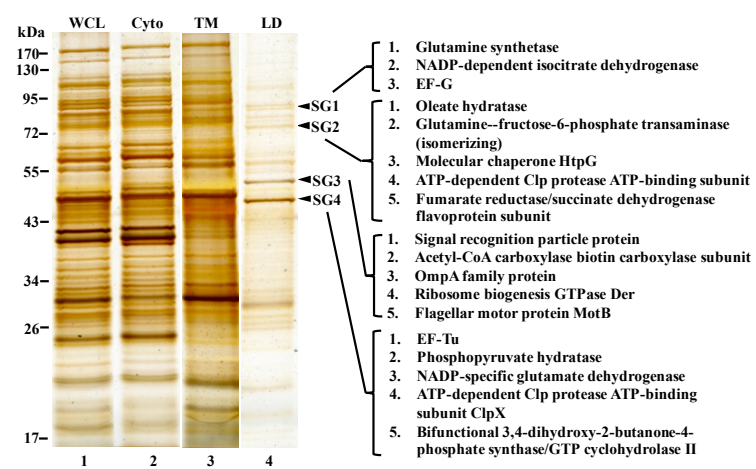 WCL Cyto TM LD
kDa
170
130
95
72
55
43
34
26
17
SG1
SG2
SG3
SG4
1 2 3 4
1. Glutamine synthetase
2. NADP-dependent isocitrate dehydrogenase
3. EF-G
1. Oleate hydratase
2. Glutamine--fructose-6-phosphate transaminase
(isomerizing)
3. Molecular chaperone HtpG
4. ATP-dependent Clp protease ATP-binding subunit
5. Fumarate reductase/succinate dehydrogenase
flavoprotein subunit
1. Signal recognition particle protein
2. Acetyl-CoA carboxylase biotin carboxylase subunit
3. OmpA family protein
4. Ribosome biogenesis GTPase Der
5. Flagellar motor protein MotB
1. EF-Tu
2. Phosphopyruvate hydratase
3. NADP-specific glutamate dehydrogenase
4. ATP-dependent Clp protease ATP-binding
subunit ClpX
5. Bifunctional 3,4-dihydroxy-2-butanone-4-
phosphate synthase/GTP cyclohydrolase II